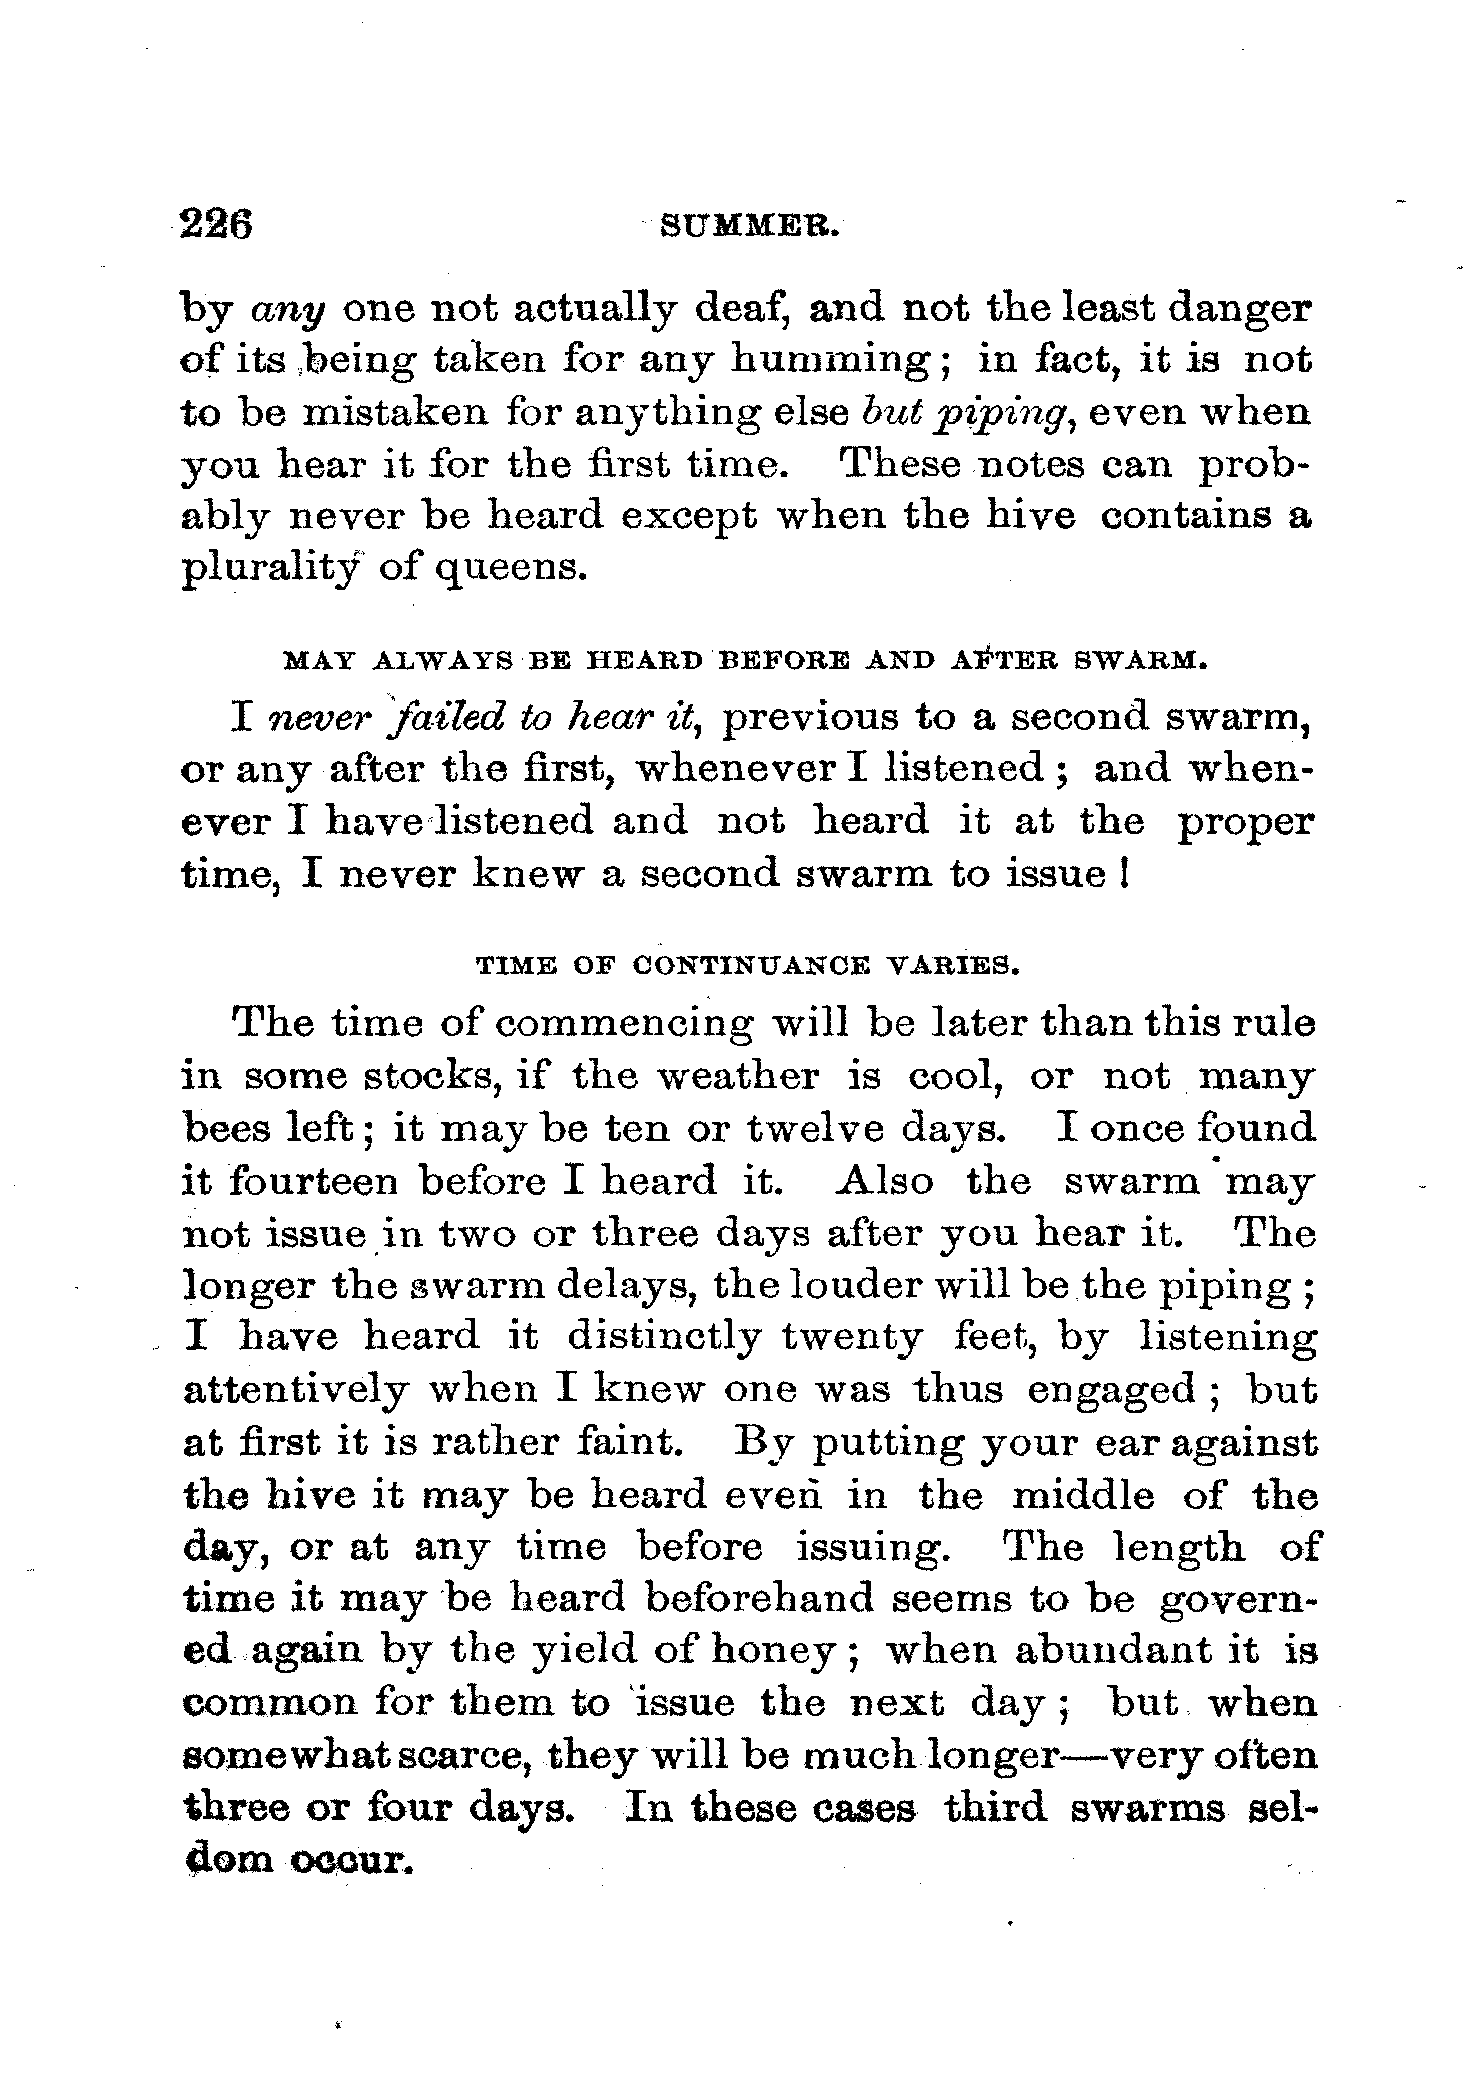 226 SUMMER.
by any one not actually deaf, and not the least danger
of its being taken for any humming; in fact, it is not
to be mistaken for anything else but piping, even when
you hear it for the first time. These notes can prob-
ably never be heard except when the hive contains a
plurality of queens.
MAY ALWAYS BE HEARD BEFORE AND AFTER SWARM.
I never failed to hear it, previous to a second swarm,
or any after the first, whenever I listened; and when-
ever I have listened and not heard it at the proper
time, I never knew a second swarm to issue!
TIME OF CONTINUANCE VARIES.
The time of commencing will be later than this rule
in some stocks, if the weather is cool, or not many
bees left; it may be ten or twelve days. I once found
it fourteen before I heard it. Also the swarm may
not issue in two or three days after you hear it. The
longer the swarm delays, the louder will be the piping;
I have heard it distinctly twenty feet, by listening
attentively when I knew one was thus engaged; but
at first it is rather faint. By putting your ear against
the hive it may be heard even in the middle of the
day, or at any time before issuing. The length of
time it may be heard beforehand seems to be govern-
ed again by the yield of honey; when abundant it is
common for them to issue the next day; but when
somewhat scarce, they will be much longer—very often
three or four days. In these cases third swarms sel-
dom occur.